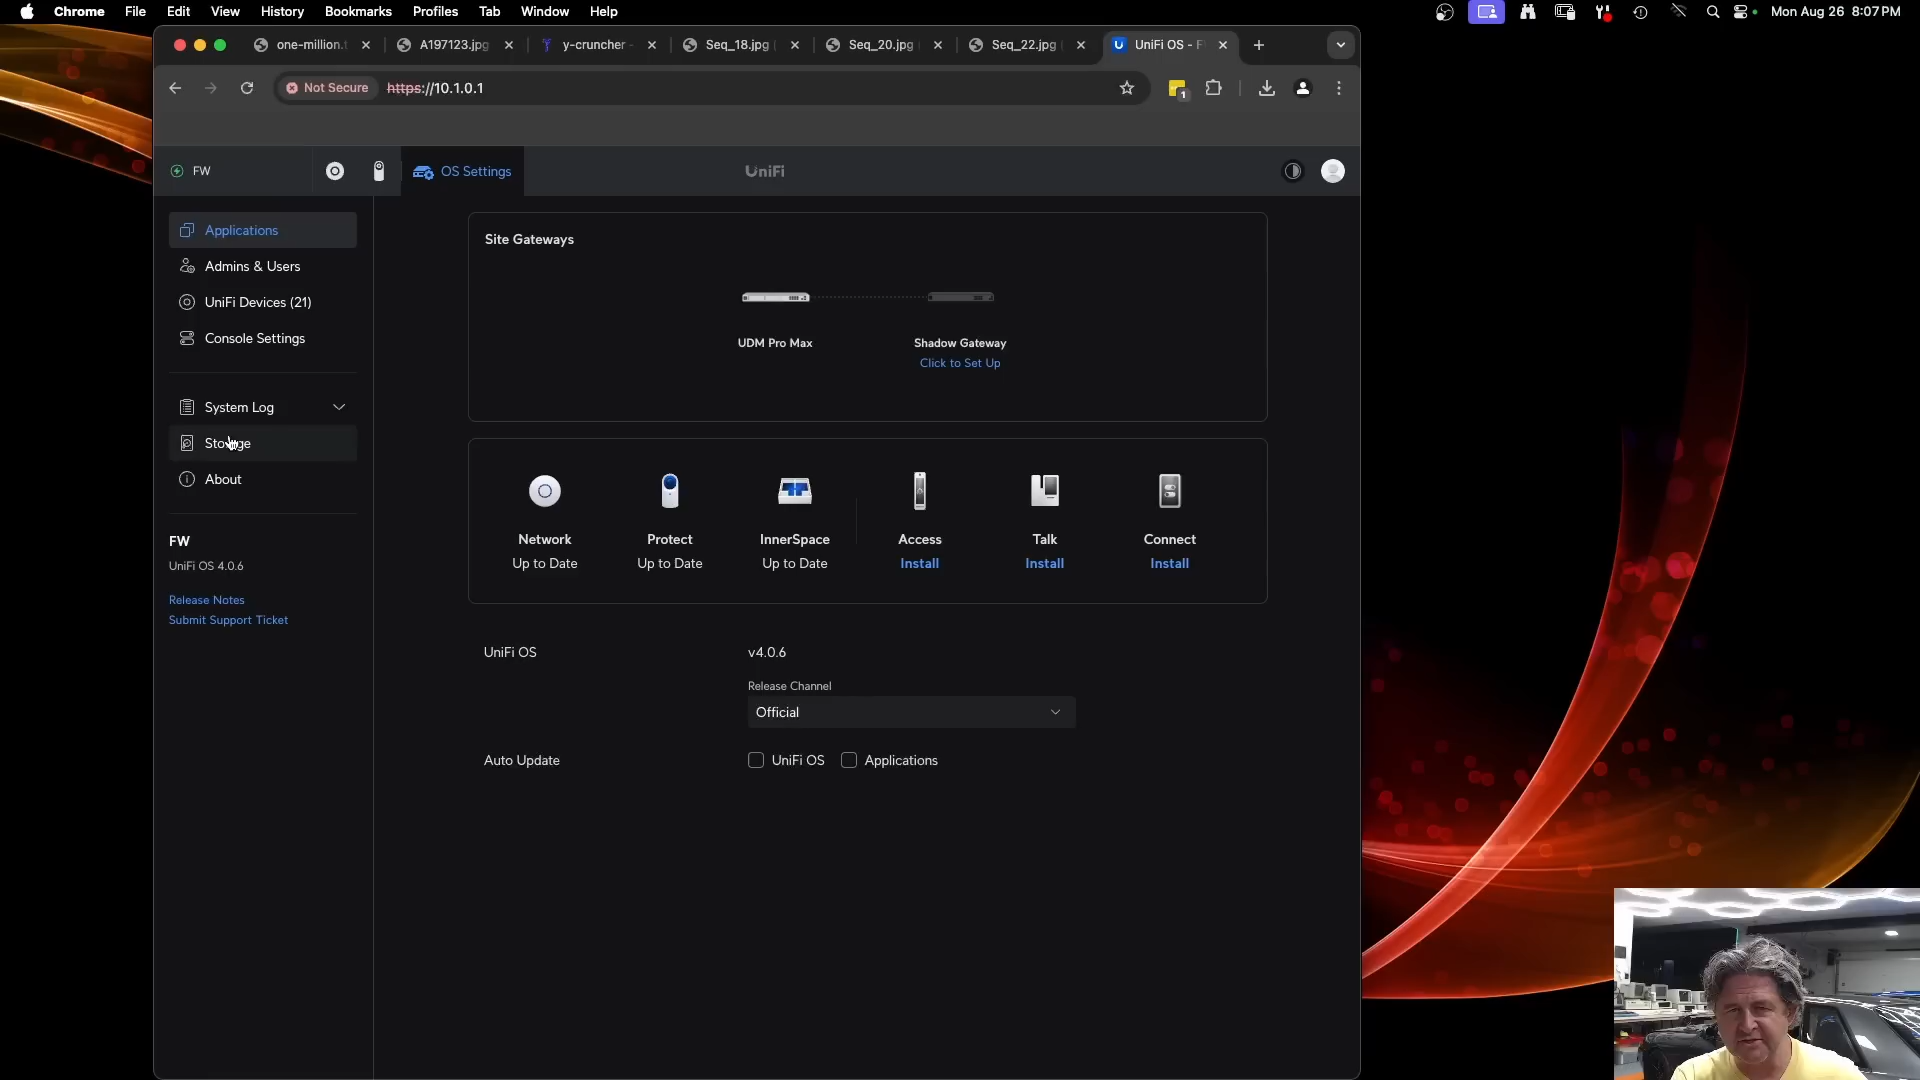 Chrome File Edit View History Bookmarks Profiles Tab Window Help Mon Aug 26 8:07 PM
one-million.t A197123.jpg y-cruncher - Seq_18.jpg Seq_20.jpg Seq_22.jpg UniFi OS - F
Not Secure https://10.1.0.1 1
FW OS Settings UniFi
Applications
Admins & Users
UniFi Devices (21)
Console Settings
System Log
Storage
About
FW
UniFi OS 4.0.6
Release Notes
Submit Support Ticket
Site Gateways
UDM Pro Max Shadow Gateway
Click to Set Up
Network Protect InnerSpace Access Talk Connect
Up to Date Up to Date Up to Date Install Install Install
UniFi OS v4.0.6
Release Channel
Official
Auto Update UniFi OS Applications